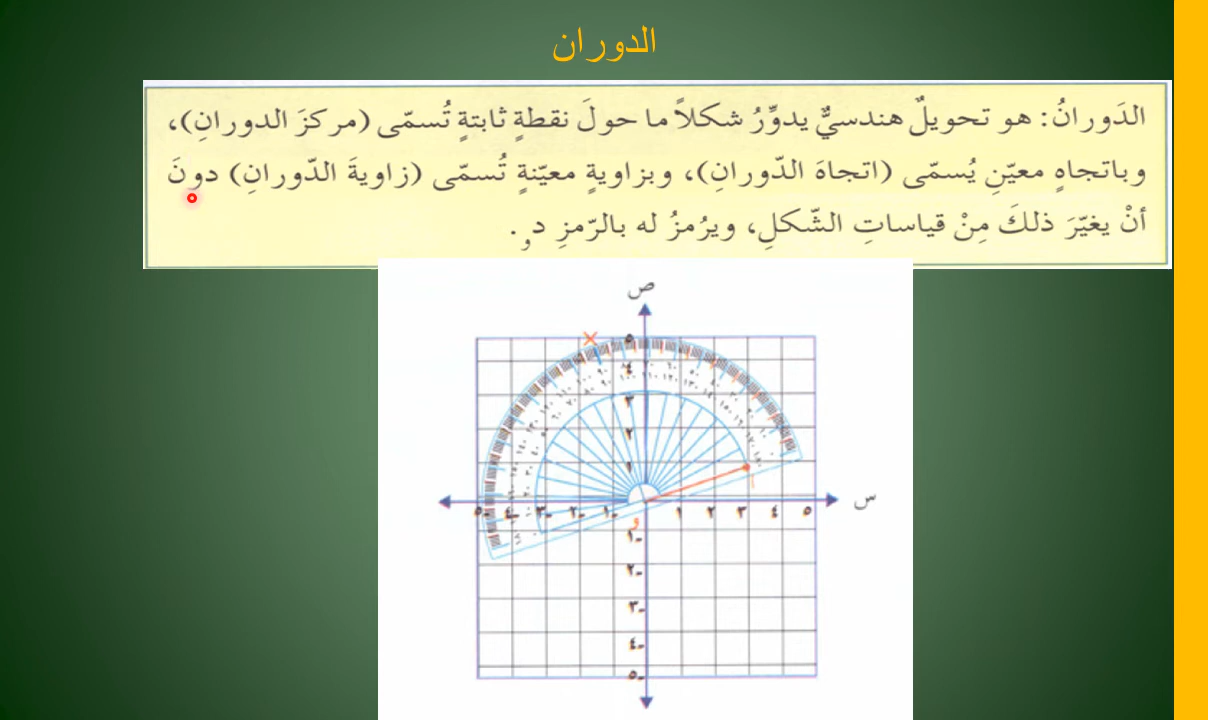 الدوران
الدَورانُ: هو تحويلٌ هندسيٌّ يدوِّرُ شكلاً ما حولَ نقطةٍ ثابتةٍ تُسمّى (مركزَ الدورانِ)،
وباتجاهٍ معيّنِ يُسمّى (اتجاهَ الدّورانِ)، وبزاويةٍ معيّنةٍ تُسمّى (زاويةَ الدّورانِ) دونَ
أنْ يغيّرَ ذلكَ مِنْ قياساتِ الشّكلِ، ويرُمزُ له بالرّمزِ دو.
ص
٥
٤
٣
٢
١
-٥ -٤ -٣ -٢ -١ ١ ٢ ٣ ٤ ٥ س
و
أ
-١
-٢
-٣
-٤
-٥